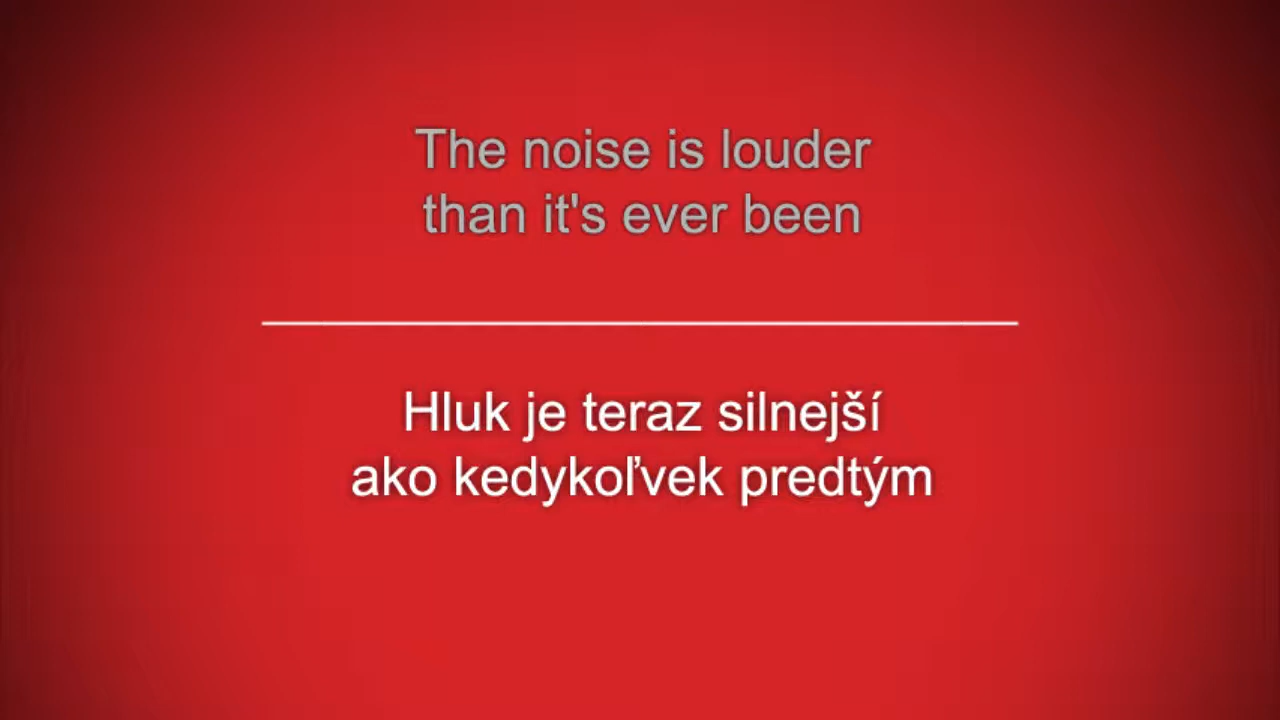 The noise is louder
than it's ever been
Hluk je teraz silnejší
ako kedykoľvek predtým